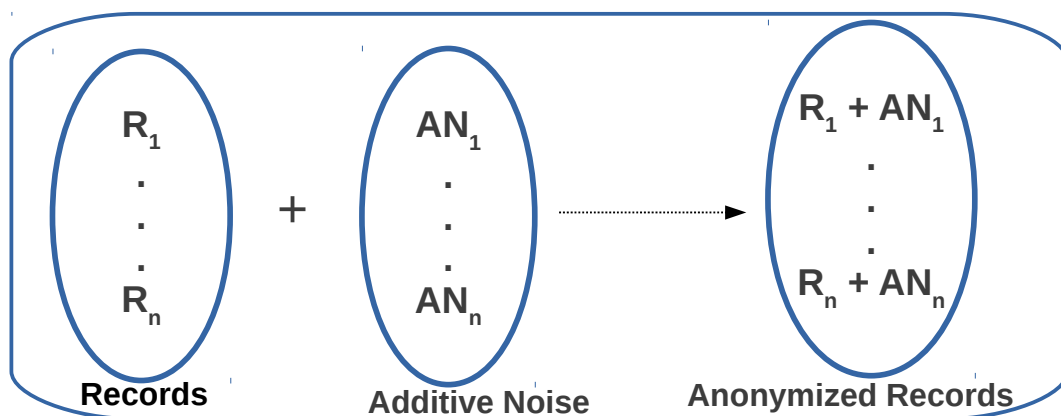 R₁
.
.
.
Rₙ
Records
+
AN₁
.
.
.
ANₙ
Additive Noise
R₁ + AN₁
.
.
.
Rₙ + ANₙ
Anonymized Records